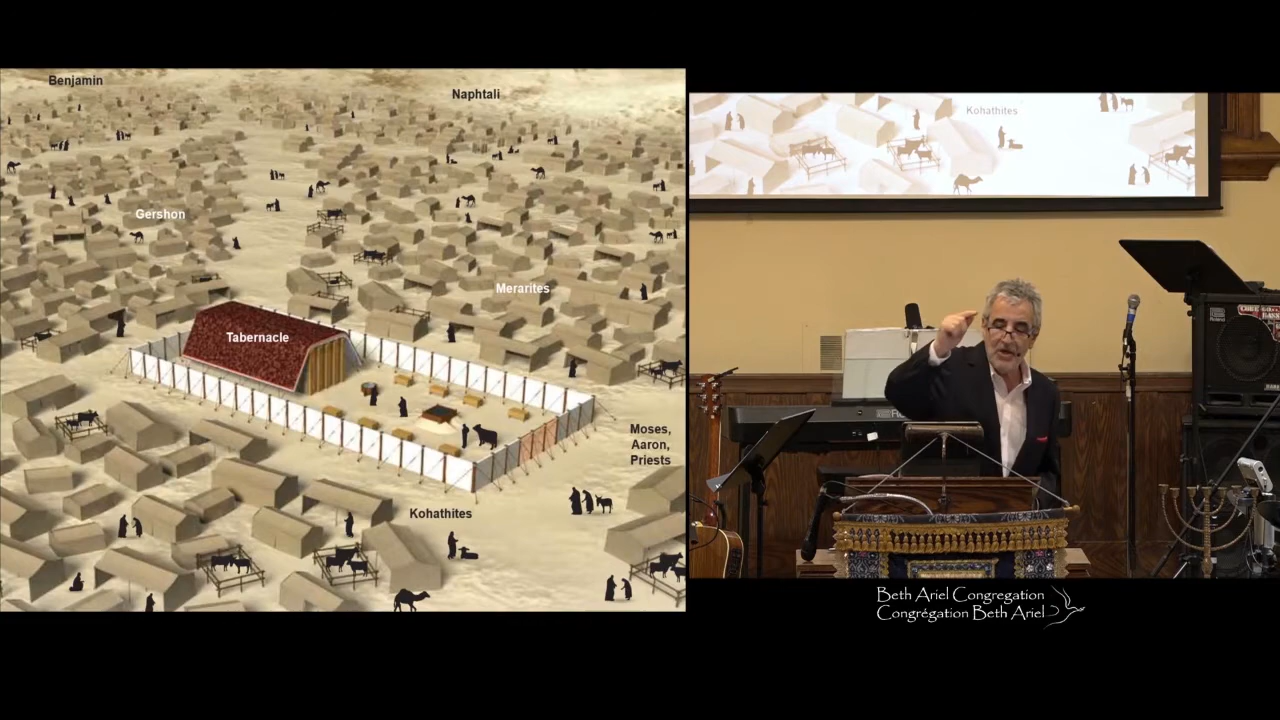 Benjamin
Naphtali
Gershon
Merarites
Tabernacle
Moses,
Aaron,
Priests
Kohathites
Kohathites
Beth Ariel Congregation
Congrégation Beth Ariel